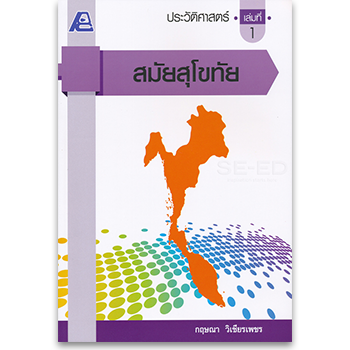 ประวัติศาสตร์
เล่มที่
1
สมัยสุโขทัย
SE-ED
กฤษณา วิเชียรเพชร